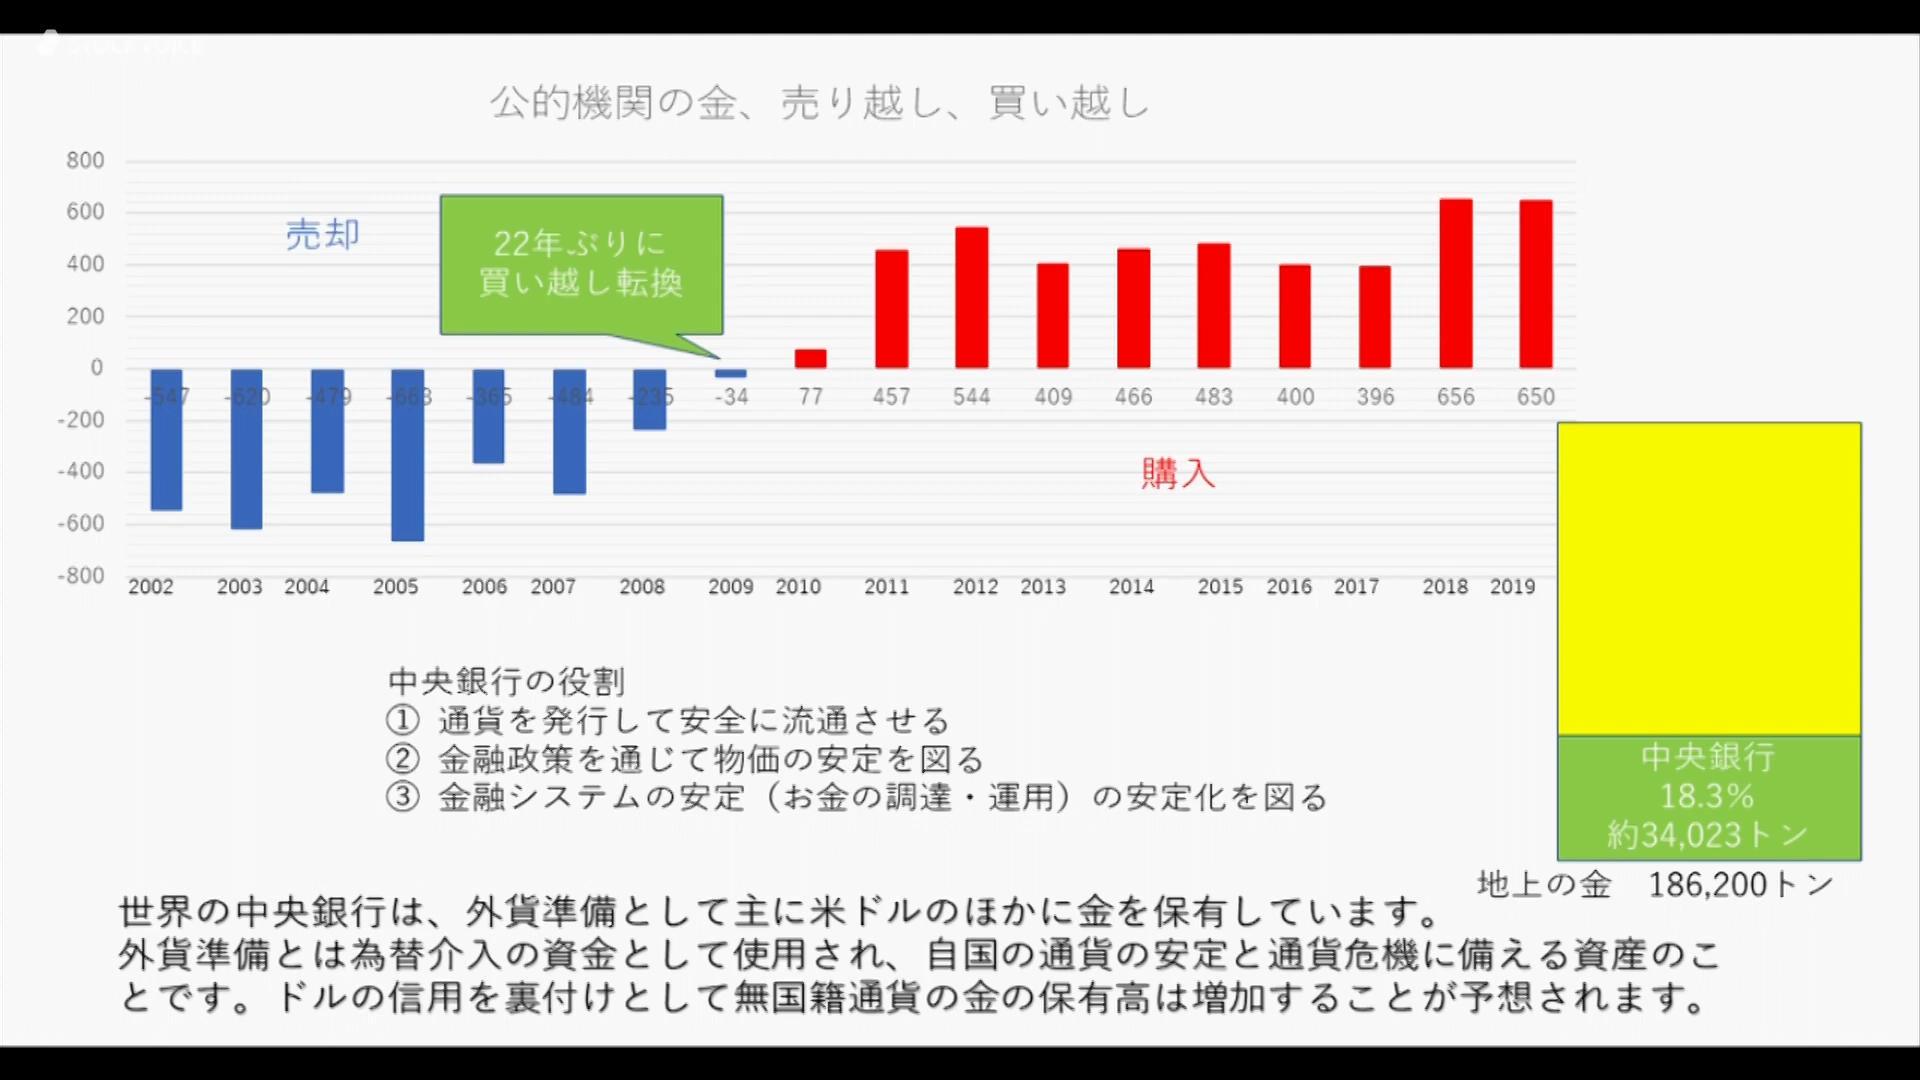 STOCK VOICE
公的機関の金、売り越し、買い越し
800
600
400
200
0
-200
-400
-600
-800
売却
22年ぶりに
買い越し転換
-547 -620 -479 -663 -365 -484 -235 -34 77 457 544 409 466 483 400 396 656 650
購入
2002 2003 2004 2005 2006 2007 2008 2009 2010 2011 2012 2013 2014 2015 2016 2017 2018 2019
中央銀行の役割
① 通貨を発行して安全に流通させる
② 金融政策を通じて物価の安定を図る
③ 金融システムの安定（お金の調達・運用）の安定化を図る
中央銀行
18.3%
約34,023トン
地上の金 186,200トン
世界の中央銀行は、外貨準備として主に米ドルのほかに金を保有しています。
外貨準備とは為替介入の資金として使用され、自国の通貨の安定と通貨危機に備える資産のこ
とです。ドルの信用を裏付けとして無国籍通貨の金の保有高は増加することが予想されます。